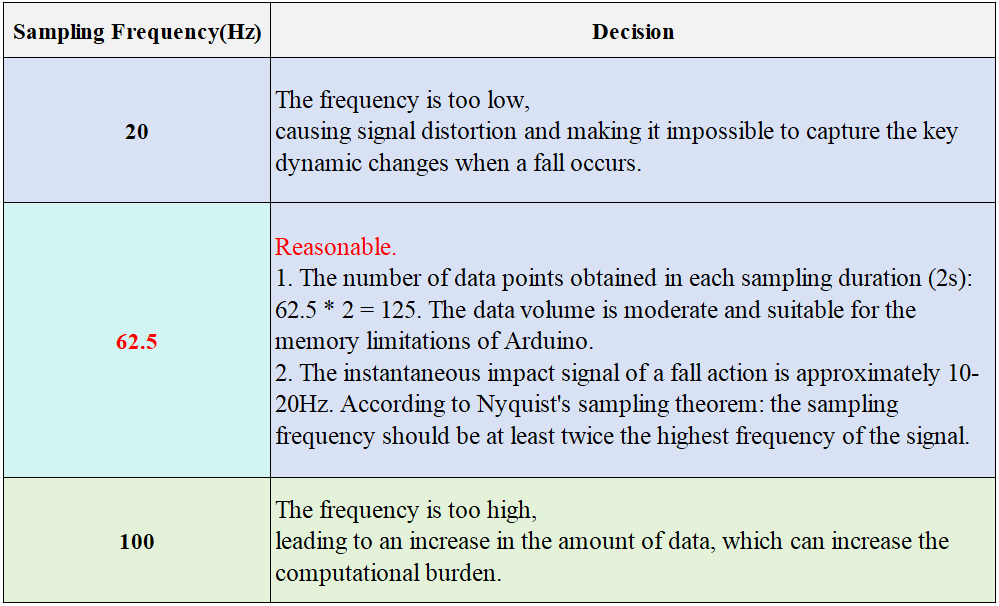 Sampling Frequency(Hz)
Decision
20
The frequency is too low,
causing signal distortion and making it impossible to capture the key
dynamic changes when a fall occurs.
62.5
Reasonable.
1. The number of data points obtained in each sampling duration (2s):
62.5 * 2 = 125. The data volume is moderate and suitable for the
memory limitations of Arduino.
2. The instantaneous impact signal of a fall action is approximately 10-
20Hz. According to Nyquist's sampling theorem: the sampling
frequency should be at least twice the highest frequency of the signal.
100
The frequency is too high,
leading to an increase in the amount of data, which can increase the
computational burden.